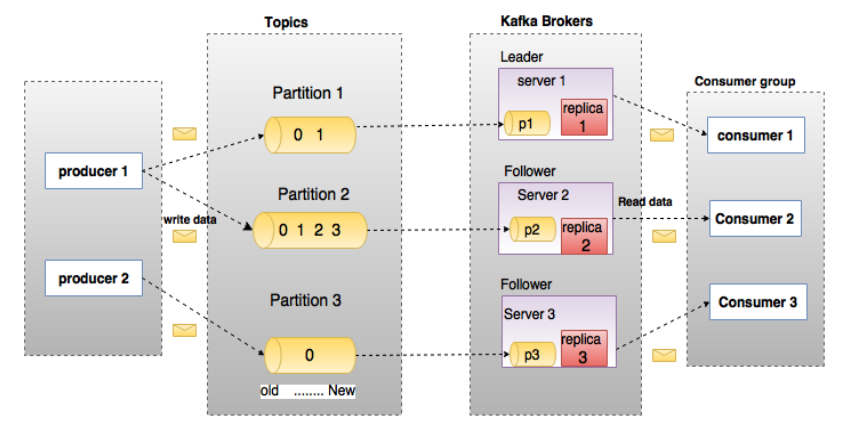 Topics
Kafka Brokers
Leader
server 1
Consumer group
Partition 1
p1
replica
1
0 1
consumer 1
producer 1
Follower
Partition 2
Server 2
Read data
write data
0 1 2 3
p2
replica
2
Consumer 2
producer 2
Follower
Partition 3
Server 3
Consumer 3
replica
3
0
p3
old ........ New